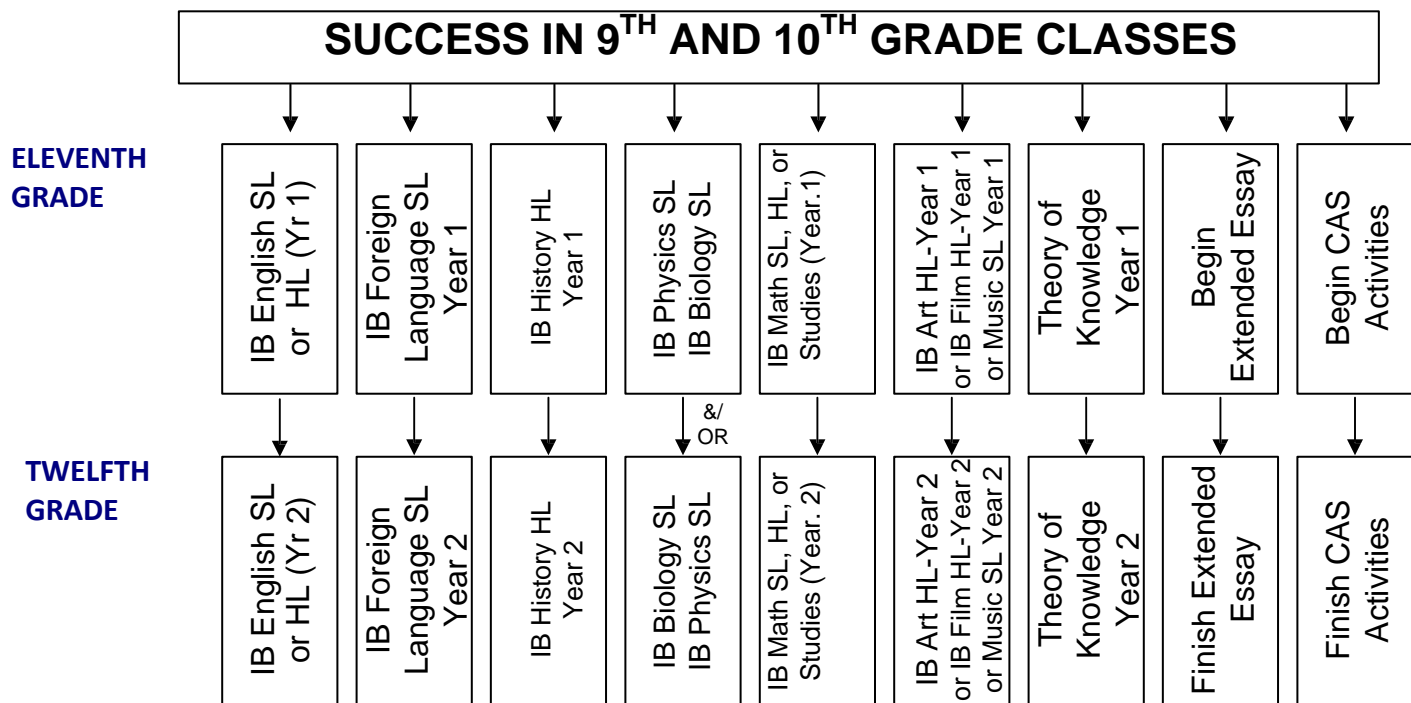 SUCCESS IN 9TH AND 10TH GRADE CLASSES
ELEVENTH
GRADE
IB English SL
or HL (Yr 1)
IB Foreign
Language SL
Year 1
IB History HL
Year 1
IB Physics SL
IB Biology SL
IB Math SL, HL, or
Studies (Year.1)
IB Art HL-Year 1
or IB Film HL-Year 1
or Music SL Year 1
Theory of
Knowledge
Year 1
Begin
Extended Essay
Begin CAS
Activities
&/
OR
TWELFTH
GRADE
IB English SL
or HL (Yr 2)
IB Foreign
Language SL
Year 2
IB History HL
Year 2
IB Biology SL
IB Physics SL
IB Math SL, HL, or
Studies (Year. 2)
IB Art HL-Year 2
or IB Film HL-Year 2
or Music SL Year 2
Theory of
Knowledge
Year 2
Finish Extended
Essay
Finish CAS
Activities